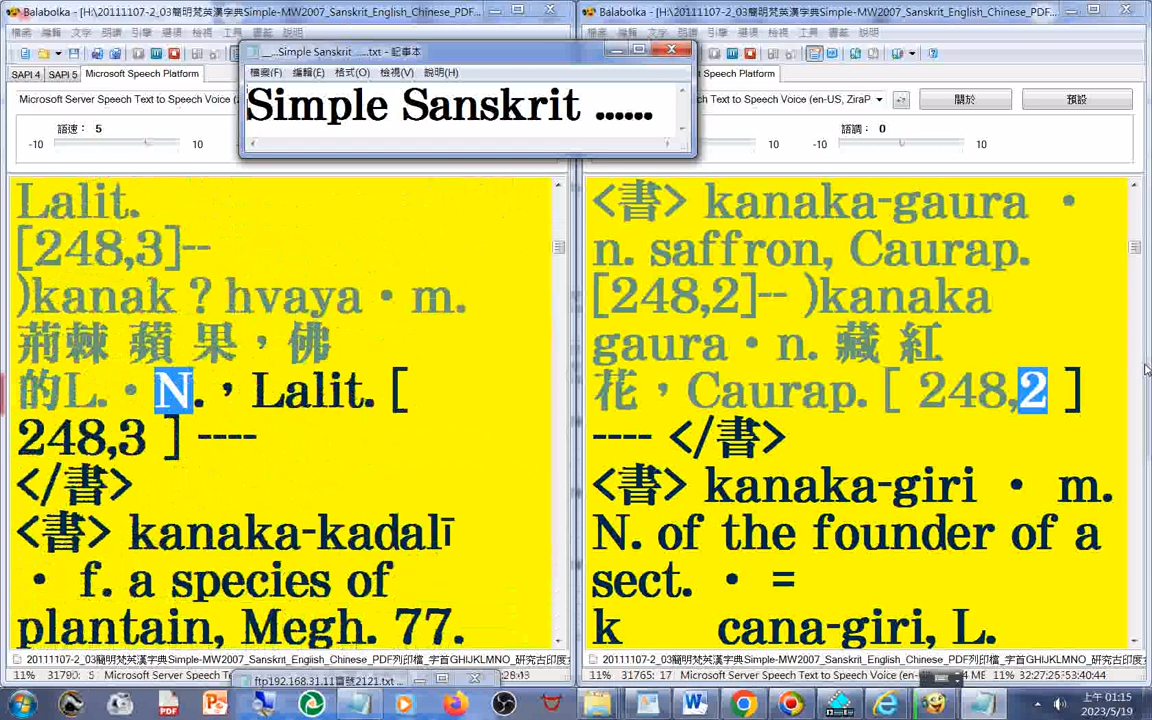 Balabolka - [H:\20111107-2_03簡明梵英漢字典Simple-MW2007_Sanskrit_English_Chinese_PDF...
Balabolka - [H:\20111107-2_03簡明梵英漢字典Simple-MW2007_Sanskrit_English_Chinese_PDF...
__...Simple Sanskrit ......txt - 記事本
檔案(F) 編輯(E) 格式(O) 檢視(V) 說明(H)
Simple Sanskrit ......
SAPI 4 SAPI 5 Microsoft Speech Platform
t Speech Platform
Microsoft Server Speech Text to Speech Voice (
t Speech Text to Speech Voice (en-US, ZiraP
關於
預設
語速： 5
語調： 0
-10 10
10 -10 10
Lalit.
[248,3]--
)kanak ? hvaya • m.
荊棘 蘋 果，佛
的L. • N.，Lalit. [
248,3 ] ----
</書>
<書> kanaka-kadalī
• f. a species of
plantain, Megh. 77.
<書> kanaka-gaura •
n. saffron, Caurap.
[248,2]-- )kanaka
gaura • n. 藏 紅
花，Caurap. [ 248,2 ]
---- </書>
<書> kanaka-giri • m.
N. of the founder of a
sect. • =
k cana-giri, L.
20111107-2_03簡明梵英漢字典Simple-MW2007_Sanskrit_English_Chinese_PDF列印檔_字首GHIJKLMNO_研究古印度
20111107-2_03簡明梵英漢字典Simple-MW2007_Sanskrit_English_Chinese_PDF列印檔_字首GHIJKLMNO_研究古印度
11% 31790: 5 Microsoft Server Speech
28:43
11% 31765: 17 Microsoft Server Speech Te
11% 32:27:25-53:40:44
上午 01:15
2023/5/19